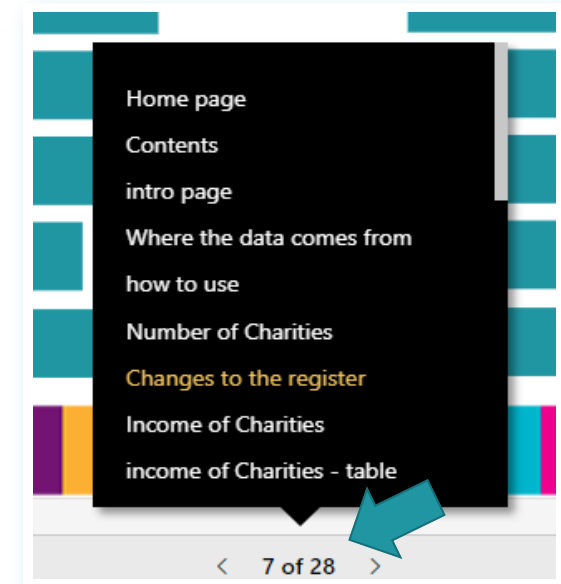 Home page
Contents
intro page
Where the data comes from
how to use
Number of Charities
Changes to the register
Income of Charities
income of Charities - table
< 7 of 28 >